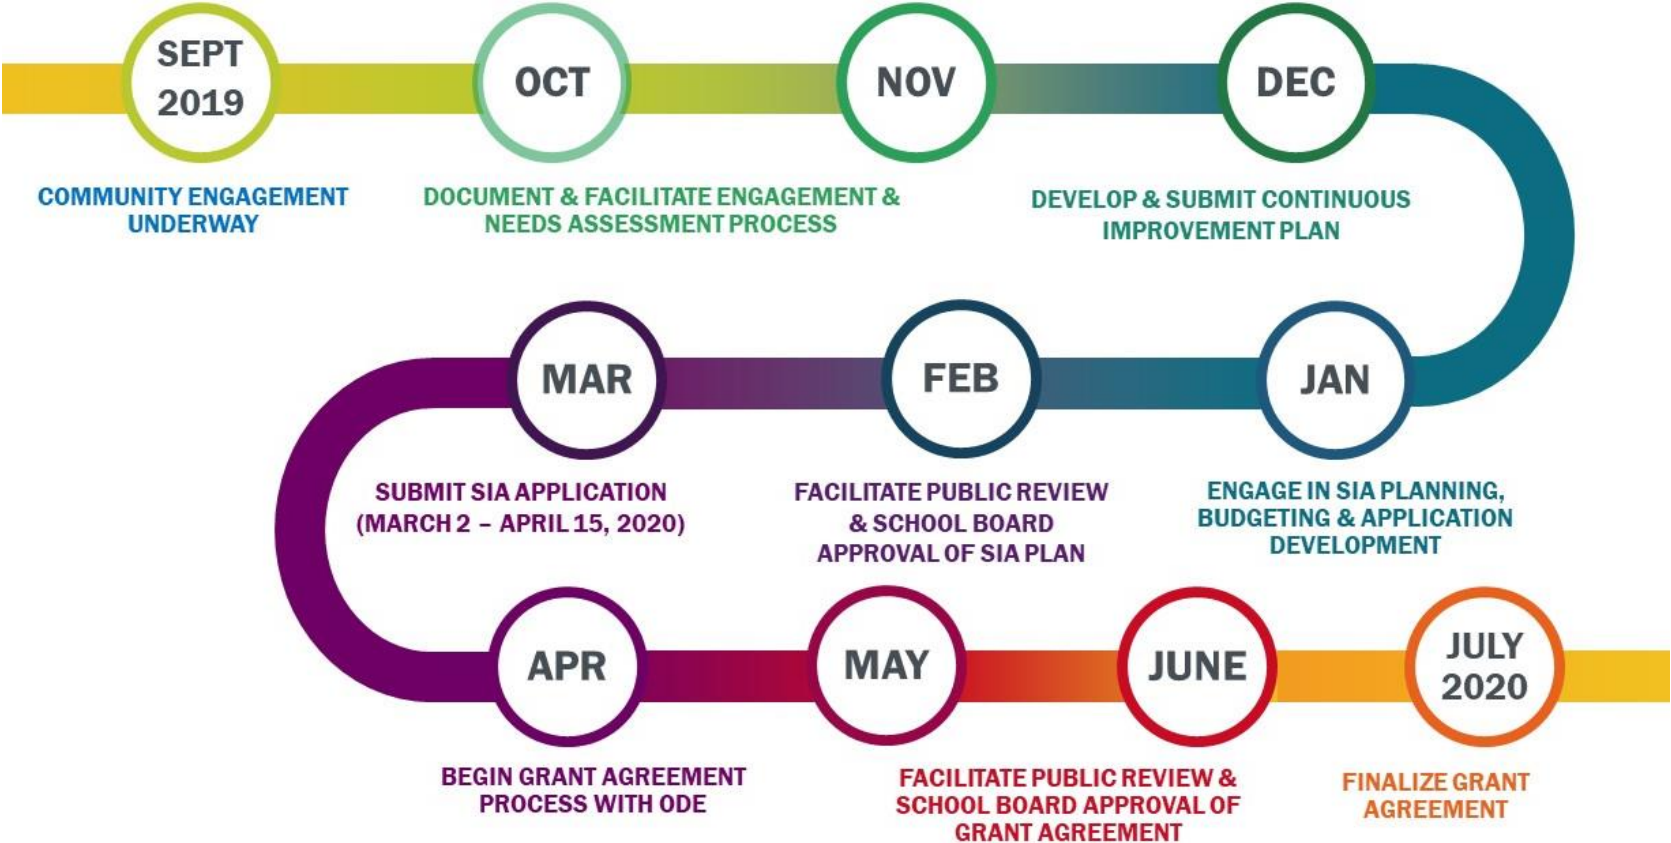 SEPT
2019
OCT
NOV
DEC
COMMUNITY ENGAGEMENT
UNDERWAY
DOCUMENT & FACILITATE ENGAGEMENT &
NEEDS ASSESSMENT PROCESS
DEVELOP & SUBMIT CONTINUOUS
IMPROVEMENT PLAN
MAR
FEB
JAN
SUBMIT SIA APPLICATION
(MARCH 2 – APRIL 15, 2020)
FACILITATE PUBLIC REVIEW
& SCHOOL BOARD
APPROVAL OF SIA PLAN
ENGAGE IN SIA PLANNING,
BUDGETING & APPLICATION
DEVELOPMENT
APR
MAY
JUNE
JULY
2020
BEGIN GRANT AGREEMENT
PROCESS WITH ODE
FACILITATE PUBLIC REVIEW &
SCHOOL BOARD APPROVAL OF
GRANT AGREEMENT
FINALIZE GRANT
AGREEMENT